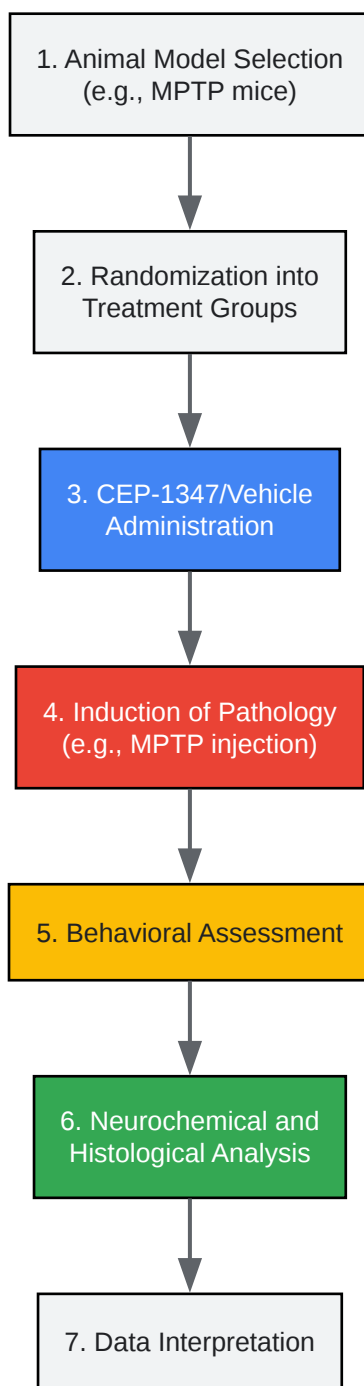 1. Animal Model Selection
(e.g., MPTP mice)
2. Randomization into
Treatment Groups
3. CEP-1347/Vehicle
Administration
4. Induction of Pathology
(e.g., MPTP injection)
5. Behavioral Assessment
6. Neurochemical and
Histological Analysis
7. Data Interpretation